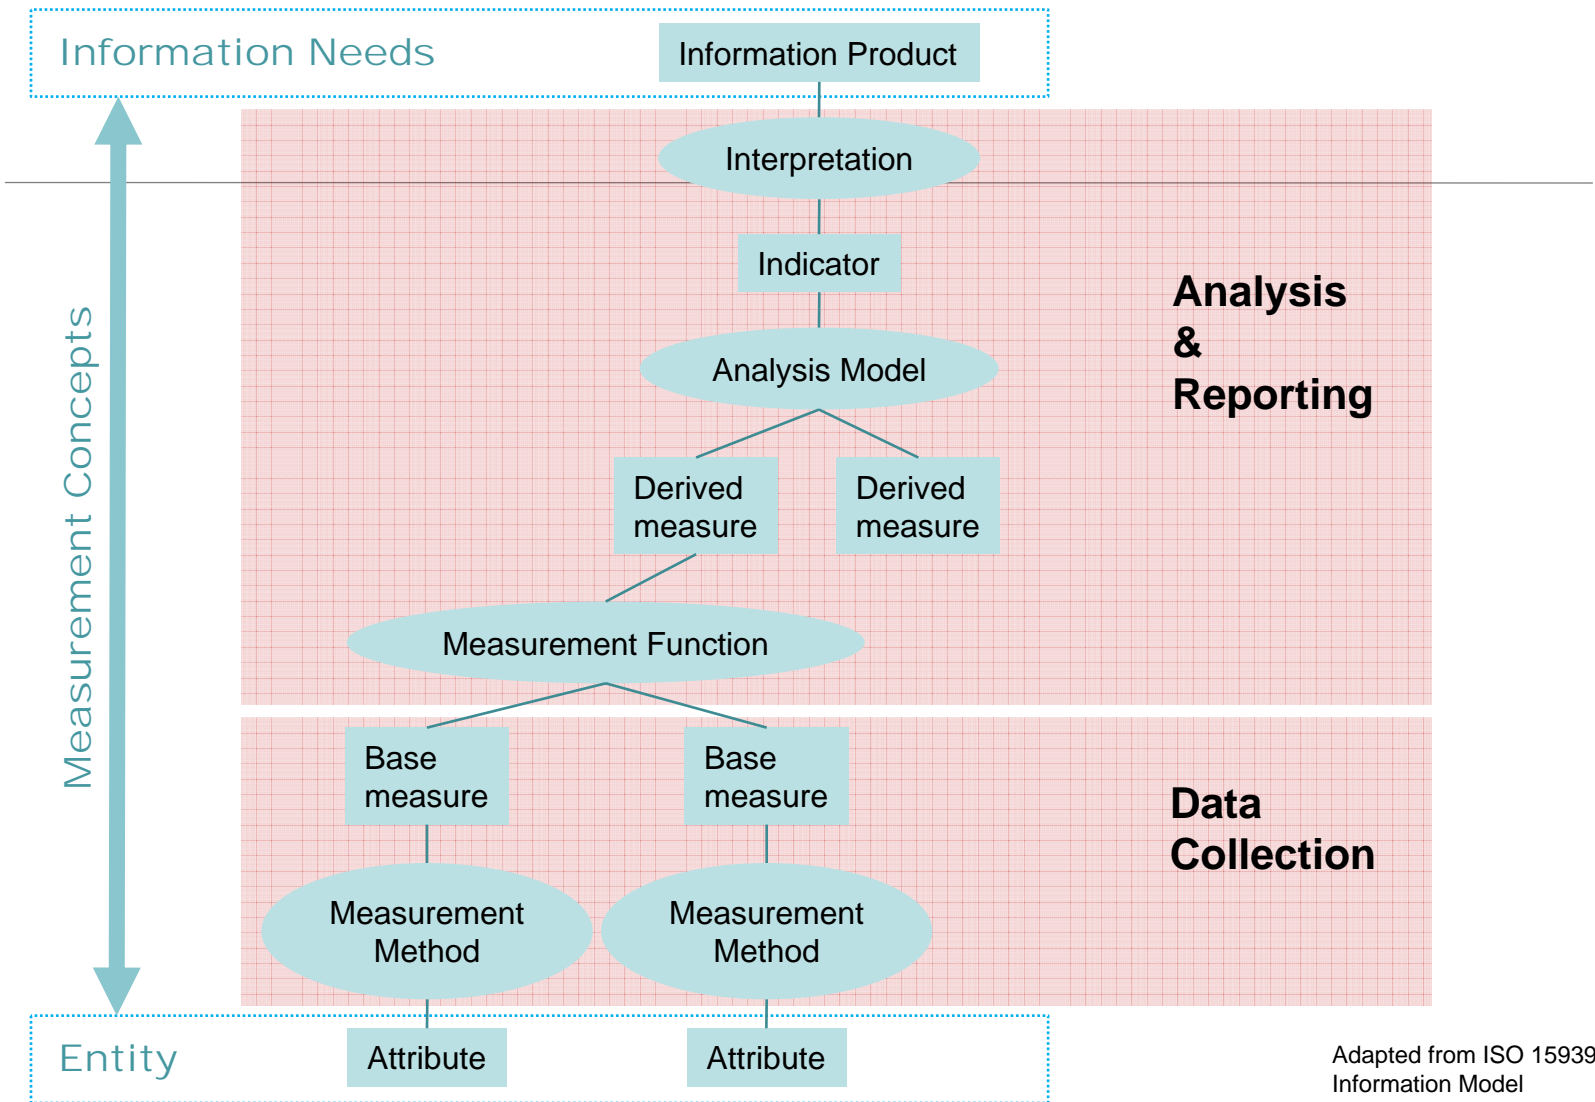 Information Needs
Information Product
Interpretation
Indicator
Analysis
&
Reporting
Analysis Model
Measurement Concepts
Derived
measure
Derived
measure
Measurement Function
Base
measure
Base
measure
Data
Collection
Measurement
Method
Measurement
Method
Entity
Attribute
Attribute
Adapted from ISO 15939
Information Model